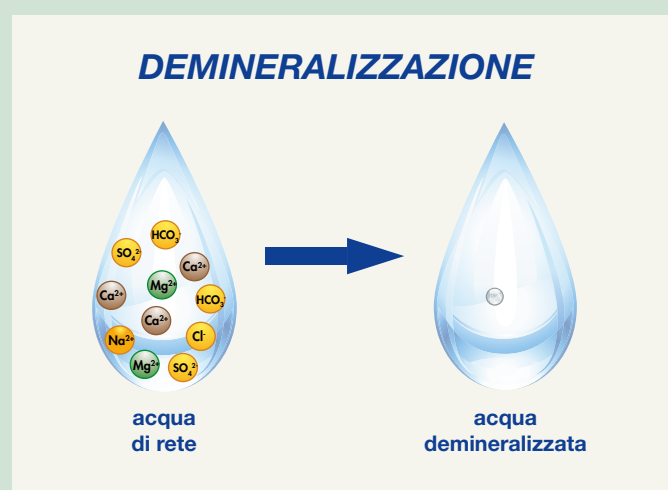 DEMINERALIZZAZIONE
HCO₃⁻
SO₄²⁻
Ca²⁺
Mg²⁺
Ca²⁺
HCO₃⁻
Ca²⁺
Na²⁺
Cl⁻
Mg²⁺
SO₄²⁻
acqua
di rete
acqua
demineralizzata